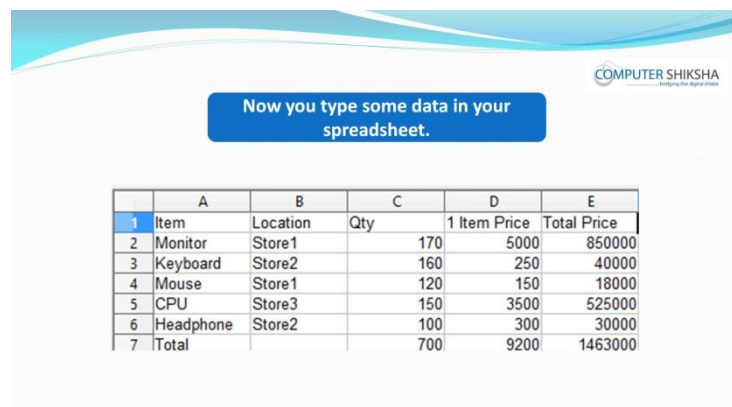 COMPUTER SHIKSHA
bridging the digital divide
Now you type some data in your
spreadsheet.
A B C D E
1 Item Location Qty 1 Item Price Total Price
2 Monitor Store1 170 5000 850000
3 Keyboard Store2 160 250 40000
4 Mouse Store1 120 150 18000
5 CPU Store3 150 3500 525000
6 Headphone Store2 100 300 30000
7 Total 700 9200 1463000